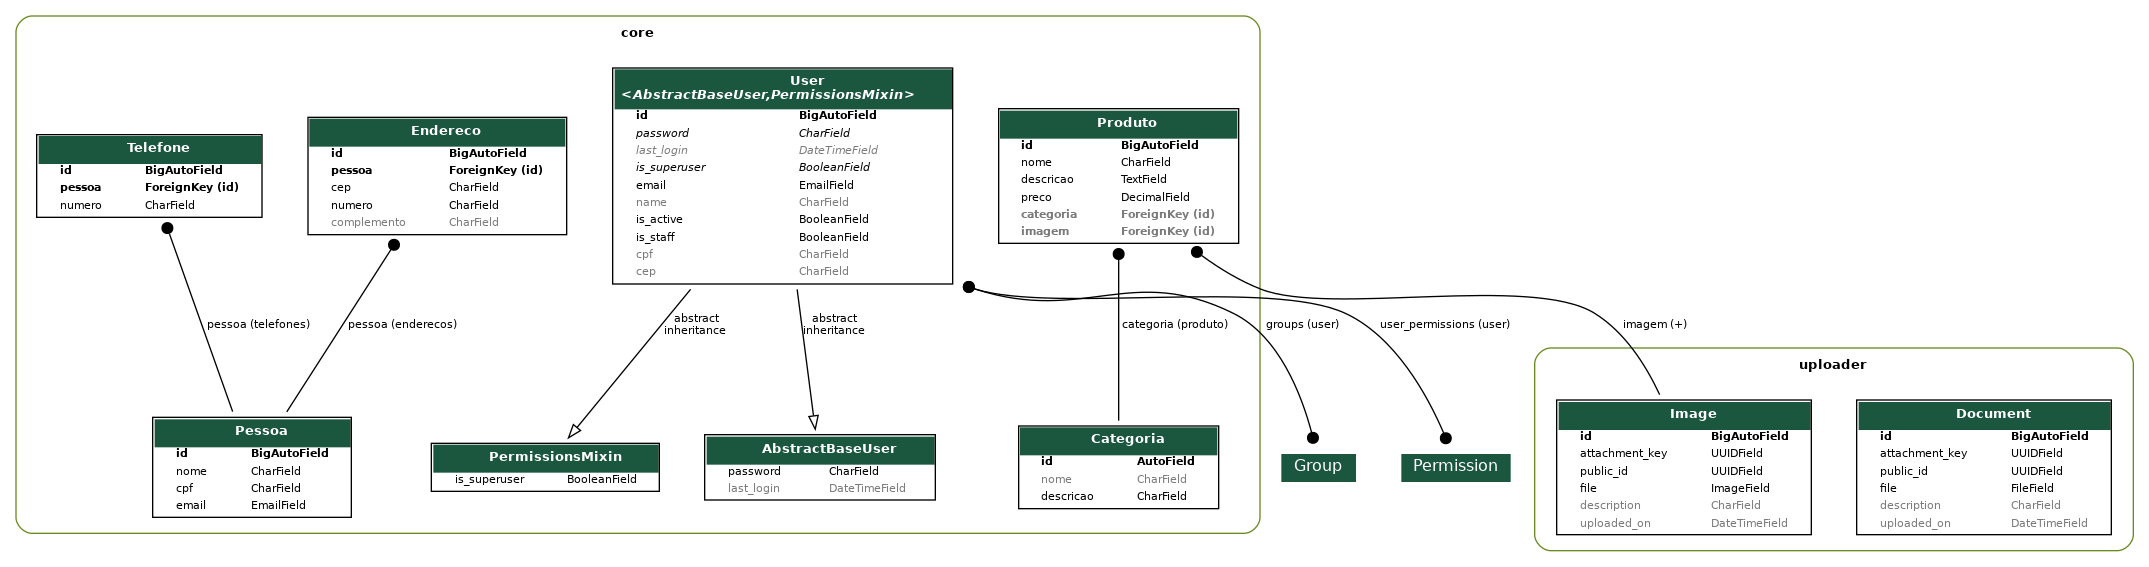 core
Telefone
id BigAutoField
pessoa ForeignKey (id)
numero CharField
Endereco
id BigAutoField
pessoa ForeignKey (id)
cep CharField
numero CharField
complemento CharField
User
<AbstractBaseUser,PermissionsMixin>
id BigAutoField
password CharField
last_login DateTimeField
is_superuser BooleanField
email EmailField
name CharField
is_active BooleanField
is_staff BooleanField
cpf CharField
cep CharField
Produto
id BigAutoField
nome CharField
descricao TextField
preco DecimalField
categoria ForeignKey (id)
imagem ForeignKey (id)
pessoa (telefones)
pessoa (enderecos)
abstract
inheritance
abstract
inheritance
categoria (produto)
groups (user)
user_permissions (user)
imagem (+)
Pessoa
id BigAutoField
nome CharField
cpf CharField
email EmailField
PermissionsMixin
is_superuser BooleanField
AbstractBaseUser
password CharField
last_login DateTimeField
Categoria
id AutoField
nome CharField
descricao CharField
Group
Permission
uploader
Image
id BigAutoField
attachment_key UUIDField
public_id UUIDField
file ImageField
description CharField
uploaded_on DateTimeField
Document
id BigAutoField
attachment_key UUIDField
public_id UUIDField
file FileField
description CharField
uploaded_on DateTimeField